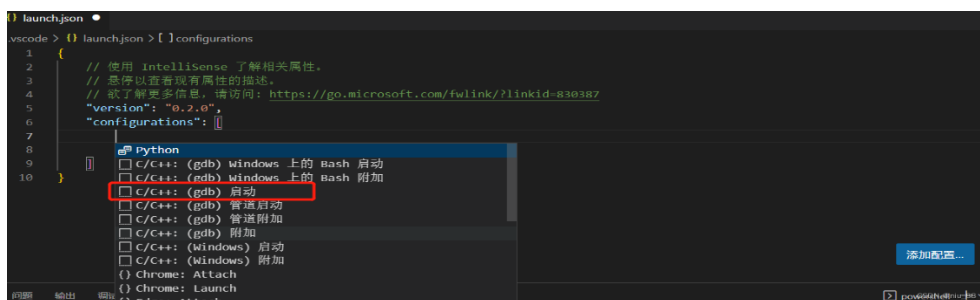 {} launch.json ●
.vscode > {} launch.json > [ ] configurations
1 {
2 // 使用 IntelliSense 了解相关属性。
3 // 悬停以查看现有属性的描述。
4 // 欲了解更多信息，请访问: https://go.microsoft.com/fwlink/?linkid=830387
5 "version": "0.2.0",
6 "configurations": [
7
8
9 ]
10 }
Python
C/C++: (gdb) Windows 上的 Bash 启动
C/C++: (gdb) Windows 上的 Bash 附加
C/C++: (gdb) 启动
C/C++: (gdb) 管道启动
C/C++: (gdb) 管道附加
C/C++: (gdb) 附加
C/C++: (Windows) 启动
C/C++: (Windows) 附加
{} Chrome: Attach
{} Chrome: Launch
添加配置...
问题 输出